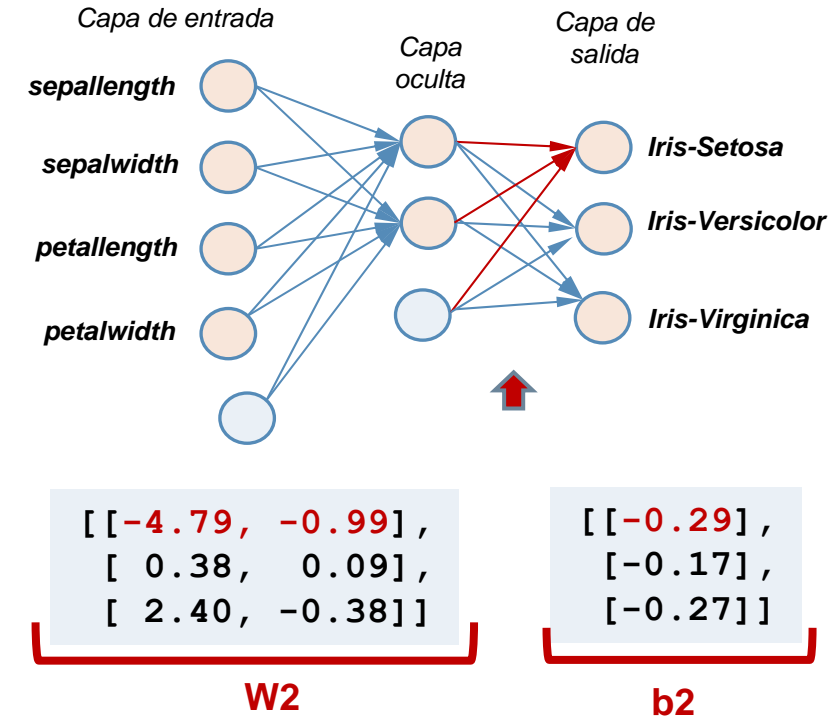 Capa de entrada
Capa
oculta
Capa de
salida
sepallength
sepalwidth
petallength
petalwidth
Iris-Setosa
Iris-Versicolor
Iris-Virginica
[[-4.79, -0.99],
[ 0.38, 0.09],
[ 2.40, -0.38]]
W2
[[-0.29],
[-0.17],
[-0.27]]
b2